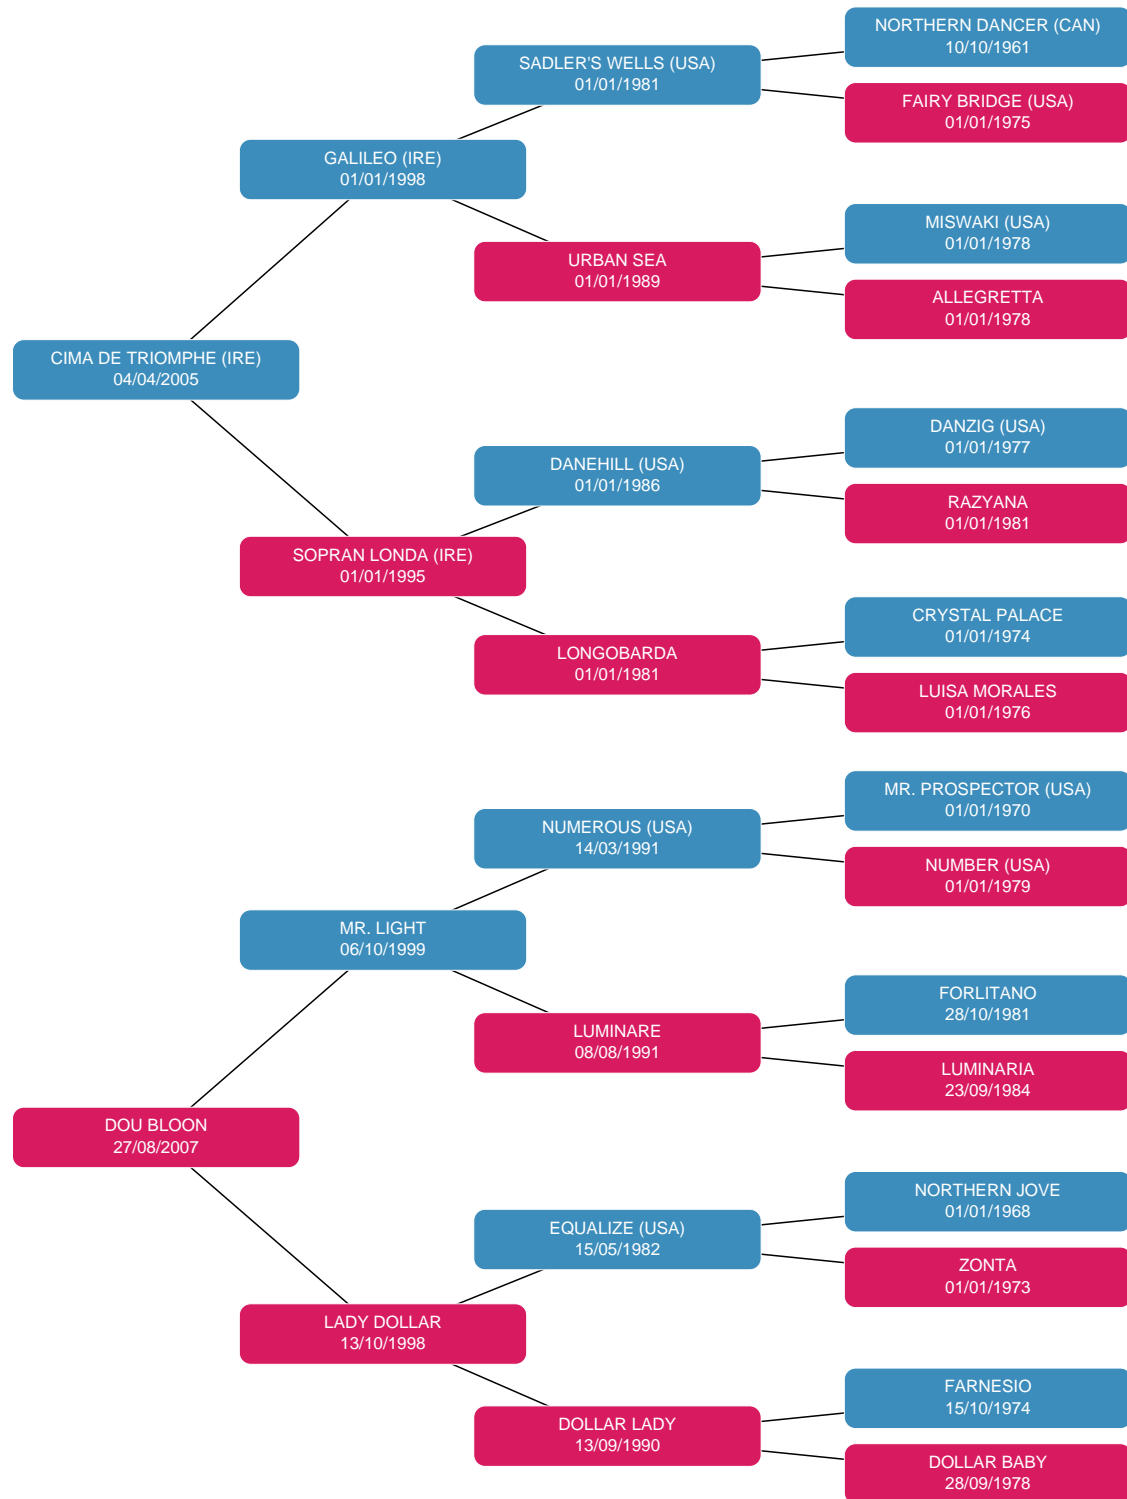 NORTHERN DANCER (CAN)
10/10/1961
SADLER'S WELLS (USA)
01/01/1981
FAIRY BRIDGE (USA)
01/01/1975
GALILEO (IRE)
01/01/1998
MISWAKI (USA)
01/01/1978
URBAN SEA
01/01/1989
ALLEGRETTA
01/01/1978
CIMA DE TRIOMPHE (IRE)
04/04/2005
DANZIG (USA)
01/01/1977
DANEHILL (USA)
01/01/1986
RAZYANA
01/01/1981
SOPRAN LONDA (IRE)
01/01/1995
CRYSTAL PALACE
01/01/1974
LONGOBARDA
01/01/1981
LUISA MORALES
01/01/1976
MR. PROSPECTOR (USA)
01/01/1970
NUMEROUS (USA)
14/03/1991
NUMBER (USA)
01/01/1979
MR. LIGHT
06/10/1999
FORLITANO
28/10/1981
LUMINARE
08/08/1991
LUMINARIA
23/09/1984
DOU BLOON
27/08/2007
NORTHERN JOVE
01/01/1968
EQUALIZE (USA)
15/05/1982
ZONTA
01/01/1973
LADY DOLLAR
13/10/1998
FARNESIO
15/10/1974
DOLLAR LADY
13/09/1990
DOLLAR BABY
28/09/1978